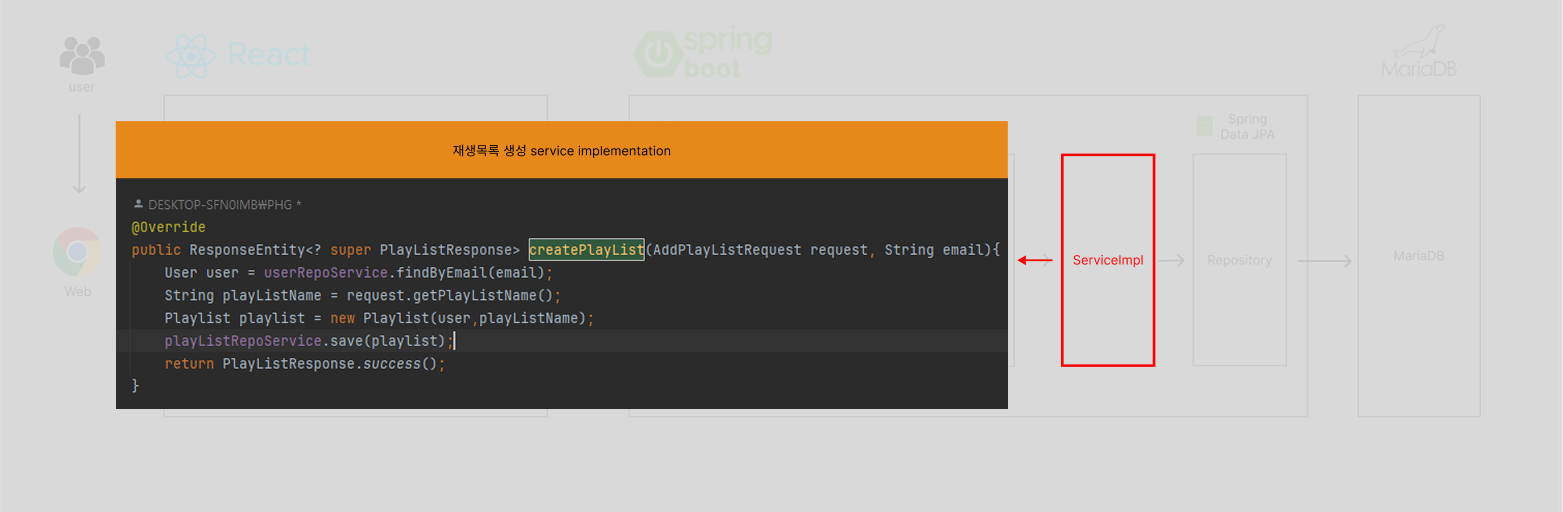 user
React
spring
boot
MariaDB
Spring
Data JPA
재생목록 생성 service implementation
DESKTOP-SFN0IMB₩PHG *
@Override
public ResponseEntity<? super PlayListResponse> createPlayList(AddPlayListRequest request, String email){
User user = userRepoService.findByEmail(email);
String playListName = request.getPlayListName();
Playlist playlist = new Playlist(user,playListName);
playListRepoService.save(playlist);
return PlayListResponse.success();
}
Web
ServiceImpl
Repository
MariaDB